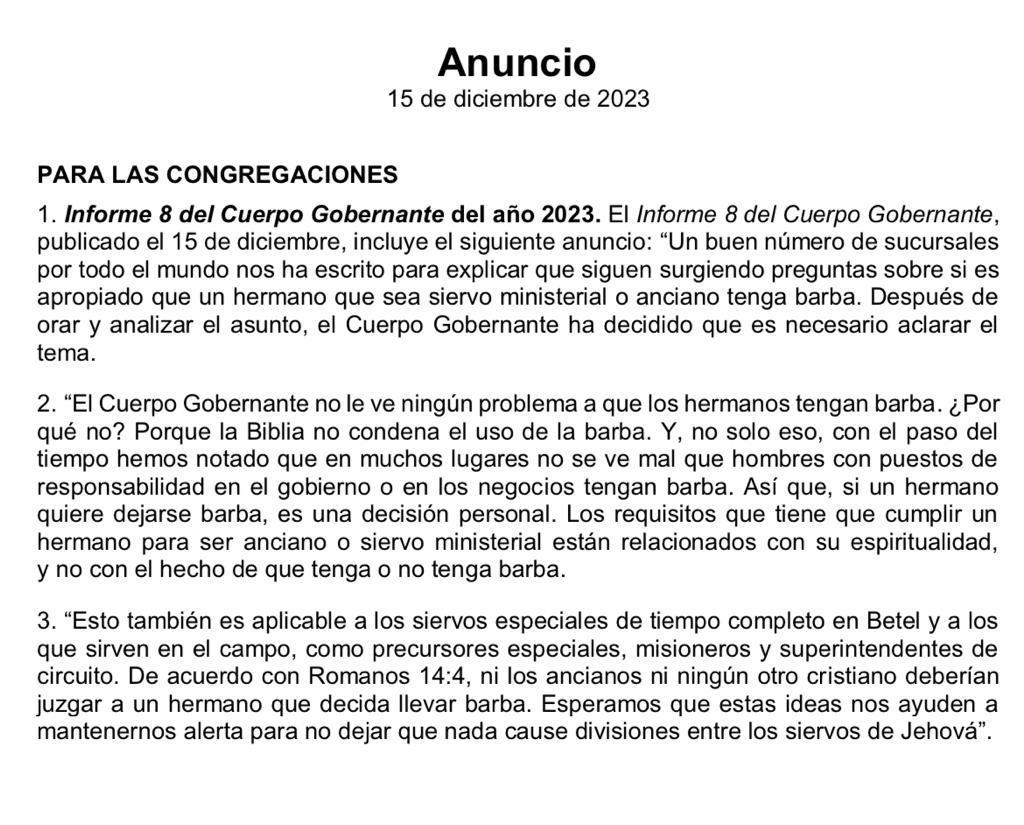 Anuncio
15 de diciembre de 2023
PARA LAS CONGREGACIONES
1. Informe 8 del Cuerpo Gobernante del año 2023. El Informe 8 del Cuerpo Gobernante,
publicado el 15 de diciembre, incluye el siguiente anuncio: “Un buen número de sucursales
por todo el mundo nos ha escrito para explicar que siguen surgiendo preguntas sobre si es
apropiado que un hermano que sea siervo ministerial o anciano tenga barba. Después de
orar y analizar el asunto, el Cuerpo Gobernante ha decidido que es necesario aclarar el
tema.
2. “El Cuerpo Gobernante no le ve ningún problema a que los hermanos tengan barba. ¿Por
qué no? Porque la Biblia no condena el uso de la barba. Y, no solo eso, con el paso del
tiempo hemos notado que en muchos lugares no se ve mal que hombres con puestos de
responsabilidad en el gobierno o en los negocios tengan barba. Así que, si un hermano
quiere dejarse barba, es una decisión personal. Los requisitos que tiene que cumplir un
hermano para ser anciano o siervo ministerial están relacionados con su espiritualidad,
y no con el hecho de que tenga o no tenga barba.
3. “Esto también es aplicable a los siervos especiales de tiempo completo en Betel y a los
que sirven en el campo, como precursores especiales, misioneros y superintendentes de
circuito. De acuerdo con Romanos 14:4, ni los ancianos ni ningún otro cristiano deberían
juzgar a un hermano que decida llevar barba. Esperamos que estas ideas nos ayuden a
mantenernos alerta para no dejar que nada cause divisiones entre los siervos de Jehová”.